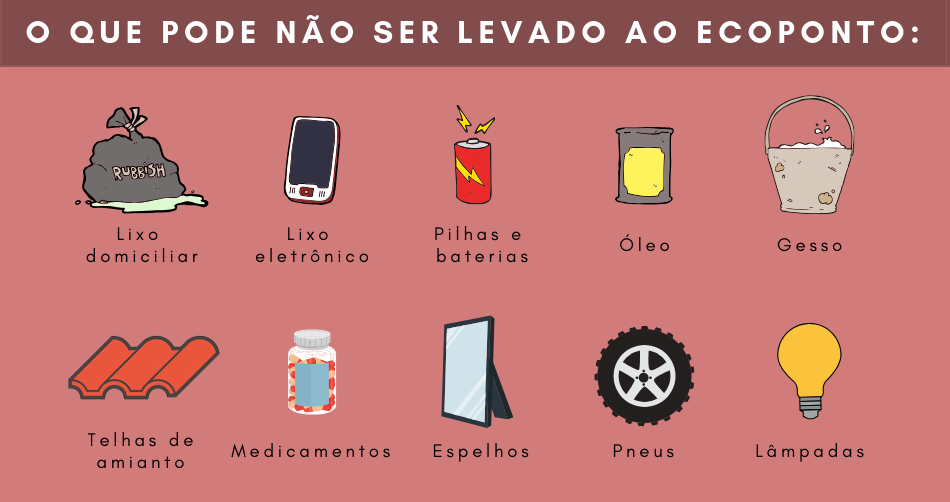 O QUE PODE NÃO SER LEVADO AO ECOPONTO:
RUBBISH
Lixo
domiciliar
Lixo
eletrônico
Pilhas e
baterias
Óleo
Gesso
Telhas de
amianto
Medicamentos
Espelhos
Pneus
Lâmpadas